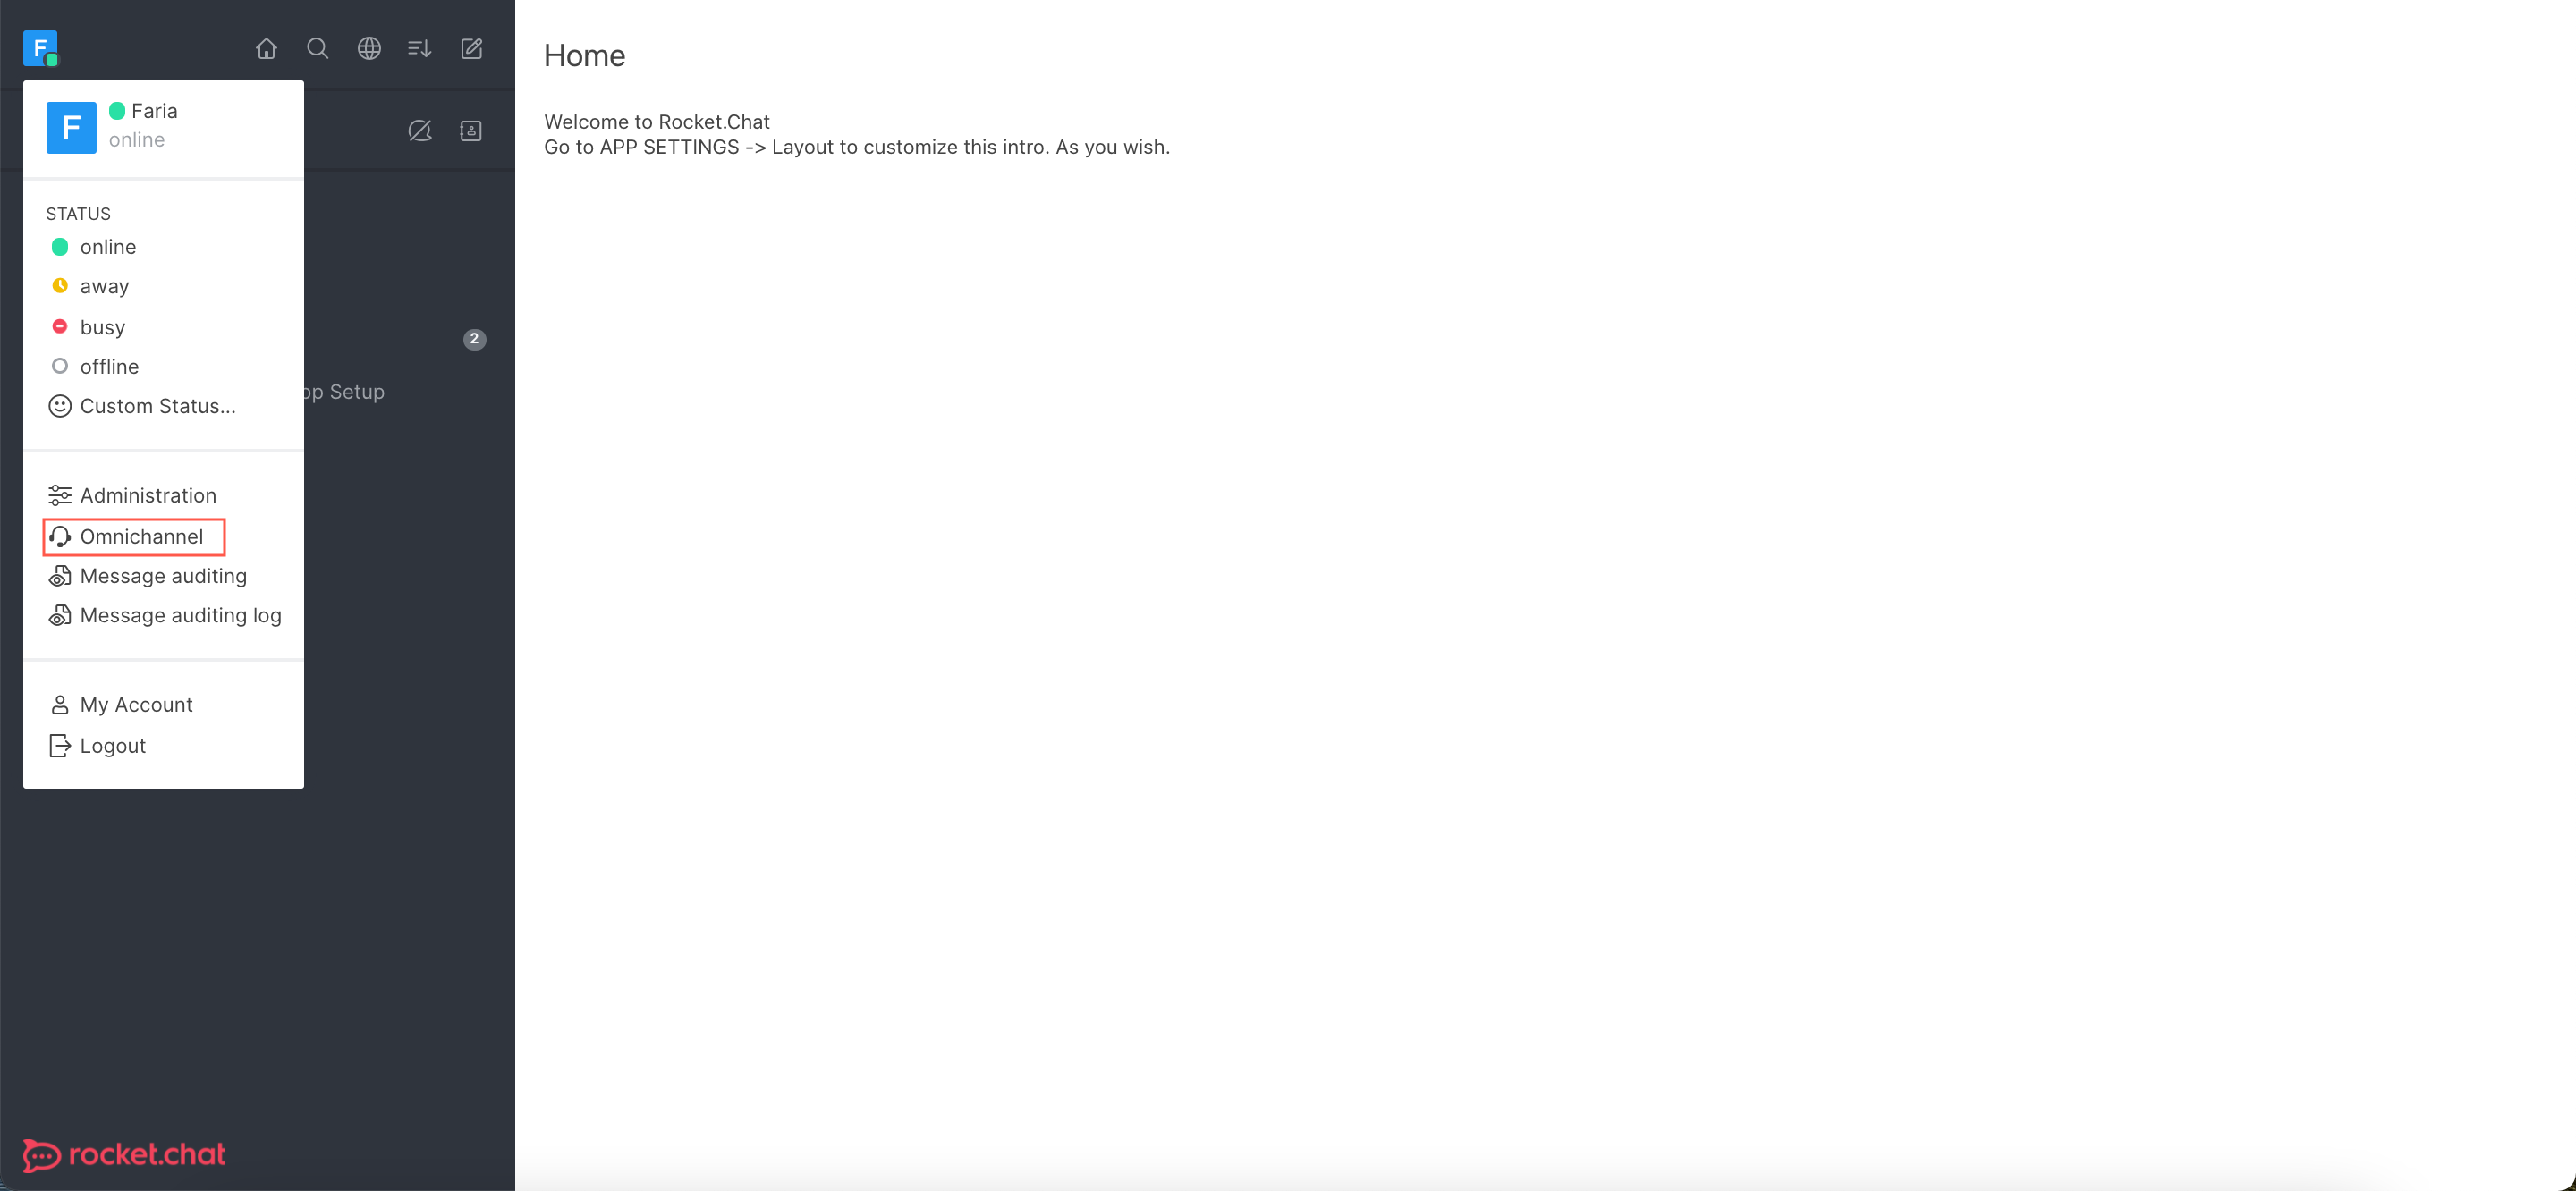 F
F
Faria
online
STATUS
online
away
busy
offline
Custom Status...
Administration
Omnichannel
Message auditing
Message auditing log
My Account
Logout
2
Setup
rocket.chat
Home
Welcome to Rocket.Chat
Go to APP SETTINGS -> Layout to customize this intro. As you wish.